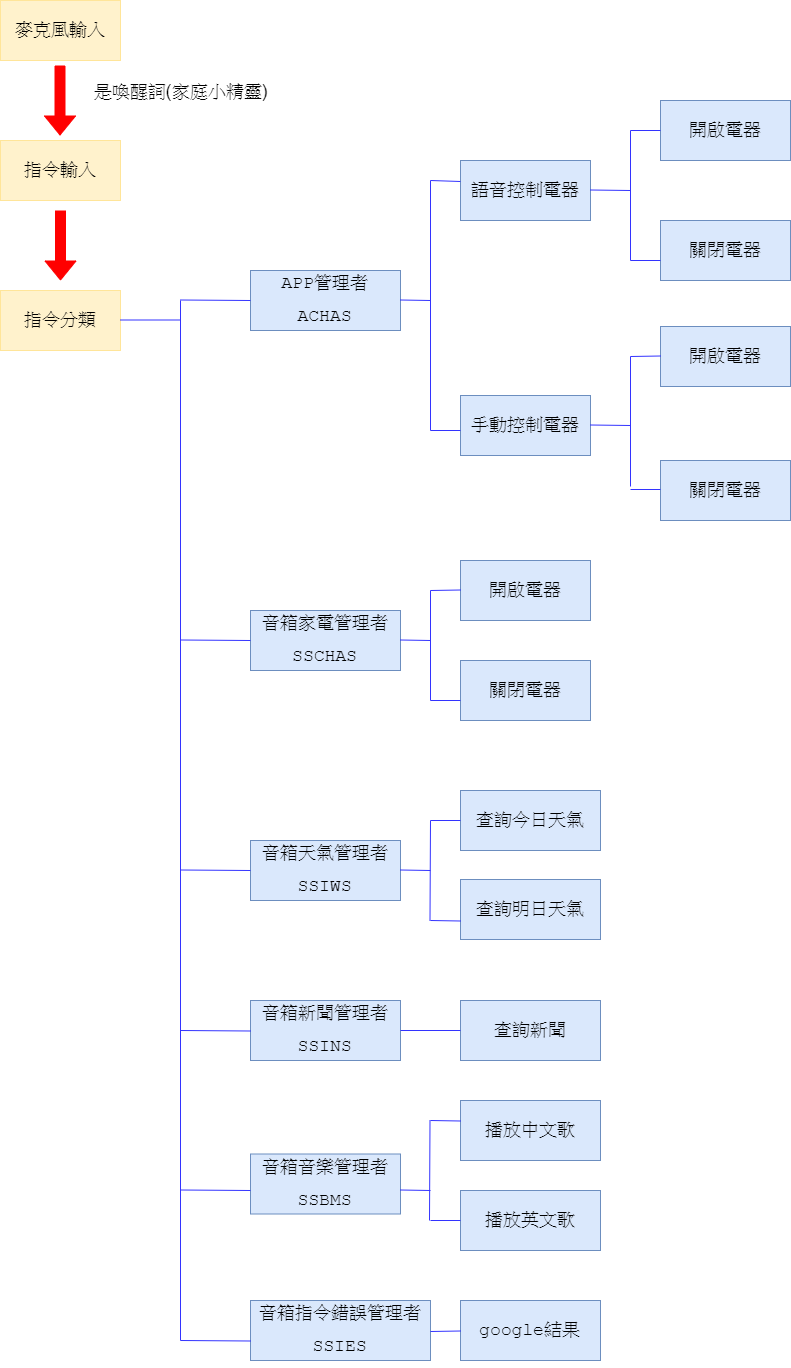 麥克風輸入
是喚醒詞(家庭小精靈)
指令輸入
指令分類
APP管理者
ACHAS
語音控制電器
開啟電器
關閉電器
手動控制電器
開啟電器
關閉電器
音箱家電管理者
SSCHAS
開啟電器
關閉電器
音箱天氣管理者
SSIWS
查詢今日天氣
查詢明日天氣
音箱新聞管理者
SSINS
查詢新聞
音箱音樂管理者
SSBMS
播放中文歌
播放英文歌
音箱指令錯誤管理者
SSIES
google結果